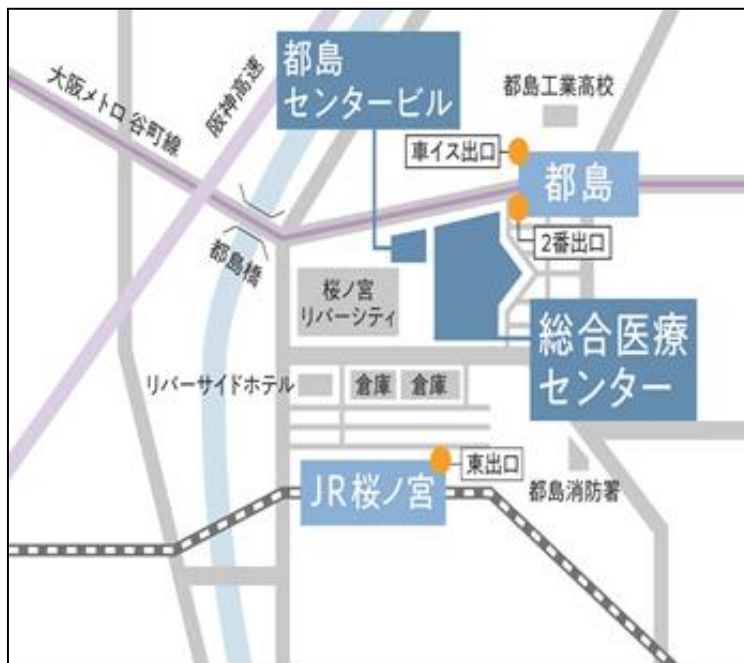 都島
センタービル
都島工業高校
大阪メトロ谷町線
阪神高速
車イス出口
都島
2番出口
都島橋
桜ノ宮
リバーシティ
総合医療
センター
リバーサイドホテル
倉庫
倉庫
東出口
JR桜ノ宮
都島消防署